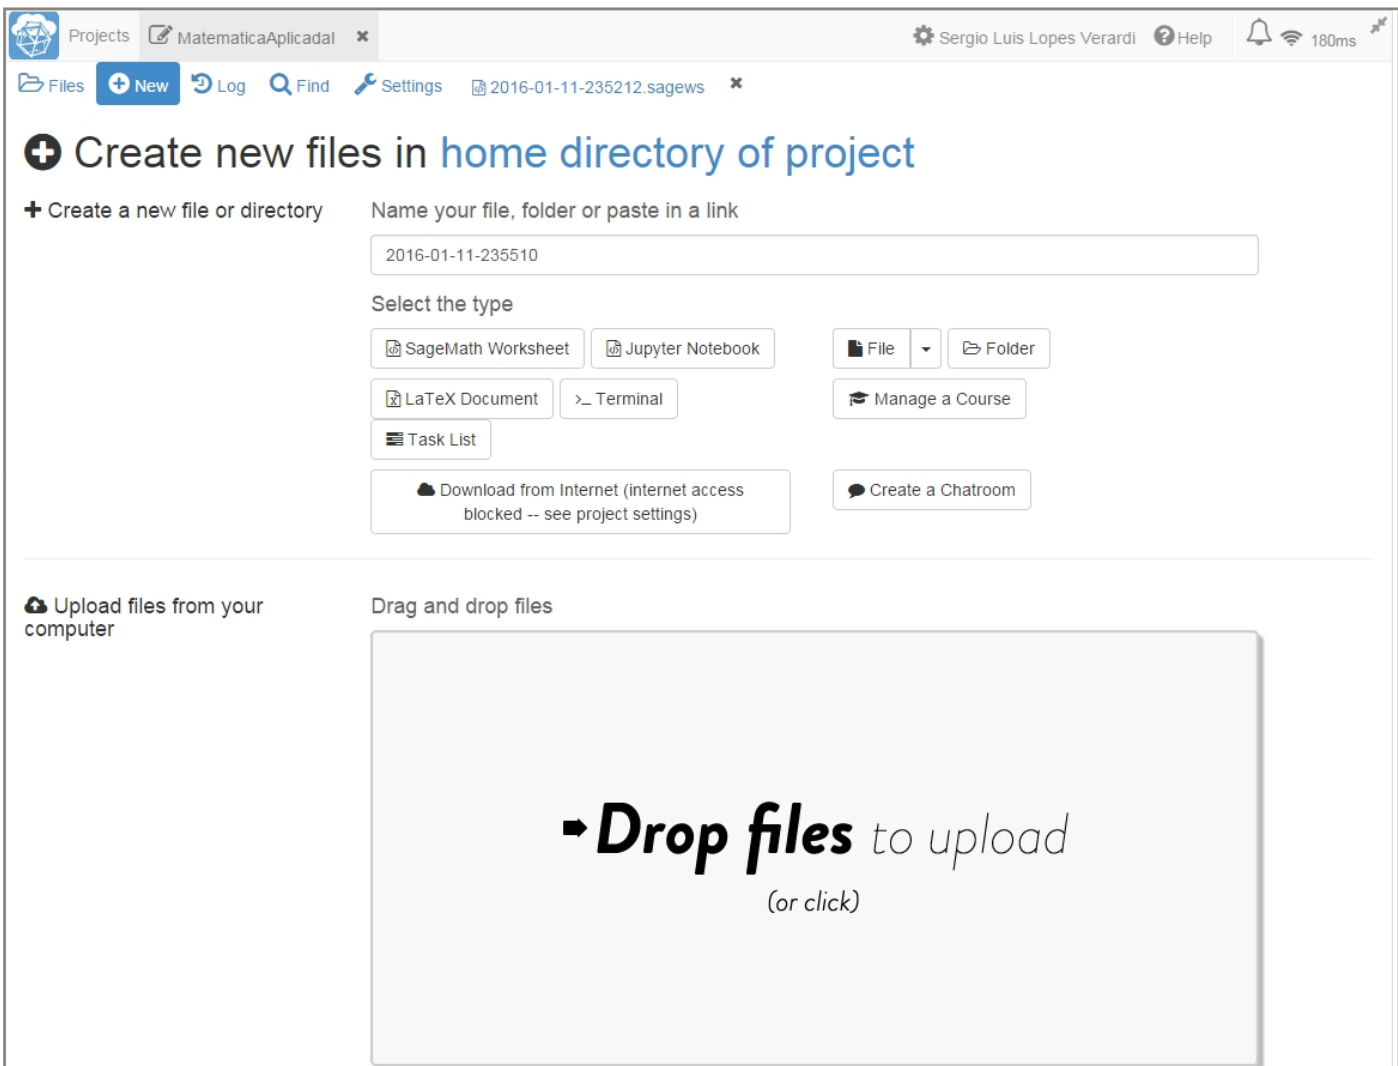 Projects MatematicaAplicadaI Sergio Luis Lopes Verardi Help 180ms
Files New Log Find Settings 2016-01-11-235212.sagews
Create new files in home directory of project
Create a new file or directory
Name your file, folder or paste in a link
2016-01-11-235510
Select the type
SageMath Worksheet Jupyter Notebook File Folder
LaTeX Document >_ Terminal Manage a Course
Task List
Download from Internet (internet access
blocked -- see project settings)
Create a Chatroom
Upload files from your
computer
Drag and drop files
Drop files to upload
(or click)